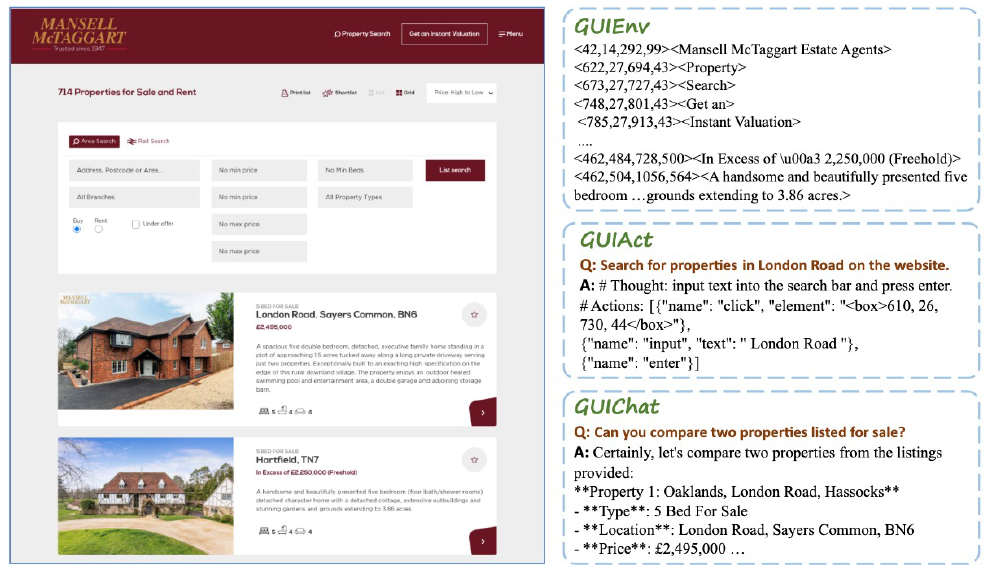 MANSELL
McTAGGART
Trusted since 1947
Property Search
Get an Instant Valuation
Menu
714 Properties for Sale and Rent
Print list
Shortlist
List
Grid
Price: High to Low
Area Search
Rail Search
Address, Postcode or Area...
No min price
No Min Beds
List search
All Branches
No min price
All Property Types
Buy
Rent
Under offer
No max price
No max price
MANSELL
McTAGGART
5 BED FOR SALE
London Road, Sayers Common, BN6
£2,495,000
A spacious five double bedroom, detached, executive family home standing in a
plot of approaching 1.5 acres tucked away along a long private driveway serving
just two properties. Exceptionally built to an exacting high specification on the
edge of this rural downland village. The property enjoys an outdoor heated
swimming pool and entertainment area, a double garage and adjoining storage
barn.
5 4 4
5 BED FOR SALE
Hartfield, TN7
In Excess of £2,250,000 (Freehold)
A handsome and beautifully presented five bedroom (four bath/shower rooms)
detached character home with a detached cottage, extensive outbuildings and
stunning gardens and grounds extending to 3.86 acres.
5 4 4
GUIEnv
<42,14,292,99><Mansell McTaggart Estate Agents>
<622,27,694,43><Property>
<673,27,727,43><Search>
<748,27,801,43><Get an>
<785,27,913,43><Instant Valuation>
....
<462,484,728,500><In Excess of \u00a3 2,250,000 (Freehold)>
<462,504,1056,564><A handsome and beautifully presented five
bedroom …grounds extending to 3.86 acres.>
GUIAct
Q: Search for properties in London Road on the website.
A: # Thought: input text into the search bar and press enter.
# Actions: [{"name": "click", "element": "<box>610, 26,
730, 44</box>"},
{"name": "input", "text": " London Road "},
{"name": "enter"}]
GUIChat
Q: Can you compare two properties listed for sale?
A: Certainly, let's compare two properties from the listings
provided:
**Property 1: Oaklands, London Road, Hassocks**
- **Type**: 5 Bed For Sale
- **Location**: London Road, Sayers Common, BN6
- **Price**: £2,495,000 …